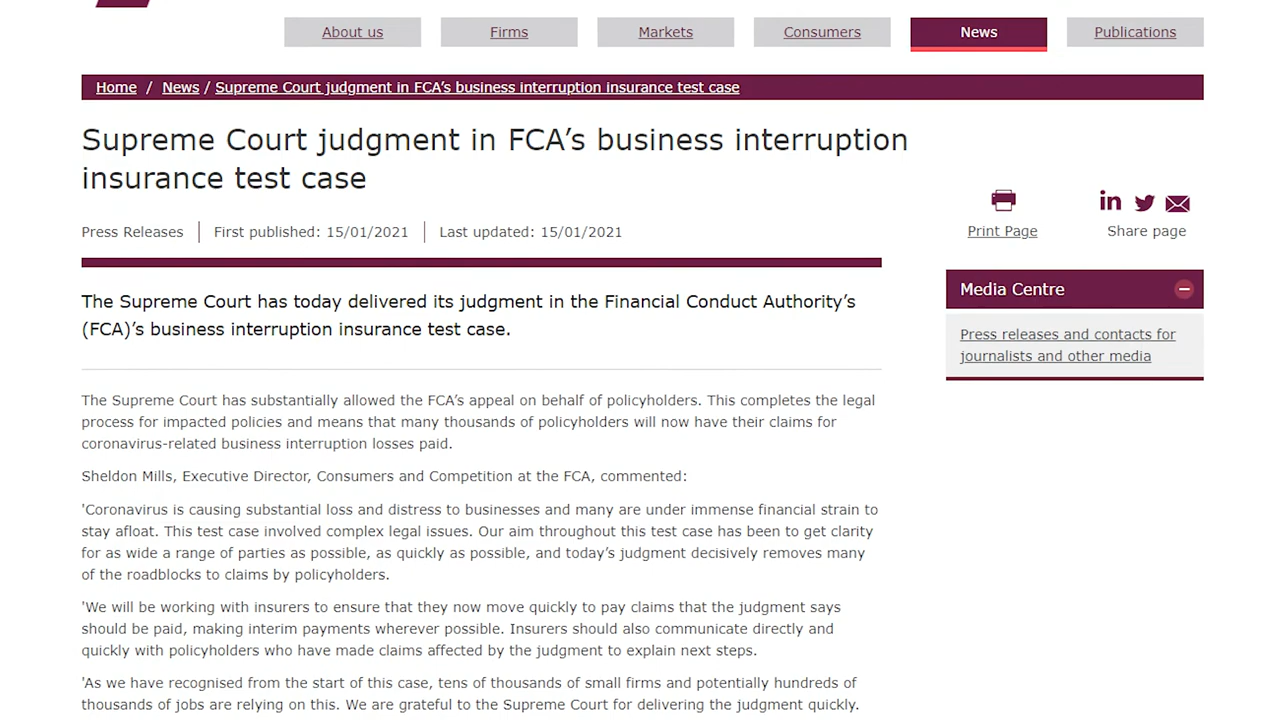 About us
Firms
Markets
Consumers
News
Publications
Home / News / Supreme Court judgment in FCA’s business interruption insurance test case
Supreme Court judgment in FCA’s business interruption
insurance test case
Press Releases
First published: 15/01/2021
Last updated: 15/01/2021
Print Page
Share page
The Supreme Court has today delivered its judgment in the Financial Conduct Authority’s
(FCA)’s business interruption insurance test case.
Media Centre
Press releases and contacts for
journalists and other media
The Supreme Court has substantially allowed the FCA’s appeal on behalf of policyholders. This completes the legal
process for impacted policies and means that many thousands of policyholders will now have their claims for
coronavirus-related business interruption losses paid.
Sheldon Mills, Executive Director, Consumers and Competition at the FCA, commented:
'Coronavirus is causing substantial loss and distress to businesses and many are under immense financial strain to
stay afloat. This test case involved complex legal issues. Our aim throughout this test case has been to get clarity
for as wide a range of parties as possible, as quickly as possible, and today’s judgment decisively removes many
of the roadblocks to claims by policyholders.
'We will be working with insurers to ensure that they now move quickly to pay claims that the judgment says
should be paid, making interim payments wherever possible. Insurers should also communicate directly and
quickly with policyholders who have made claims affected by the judgment to explain next steps.
'As we have recognised from the start of this case, tens of thousands of small firms and potentially hundreds of
thousands of jobs are relying on this. We are grateful to the Supreme Court for delivering the judgment quickly.